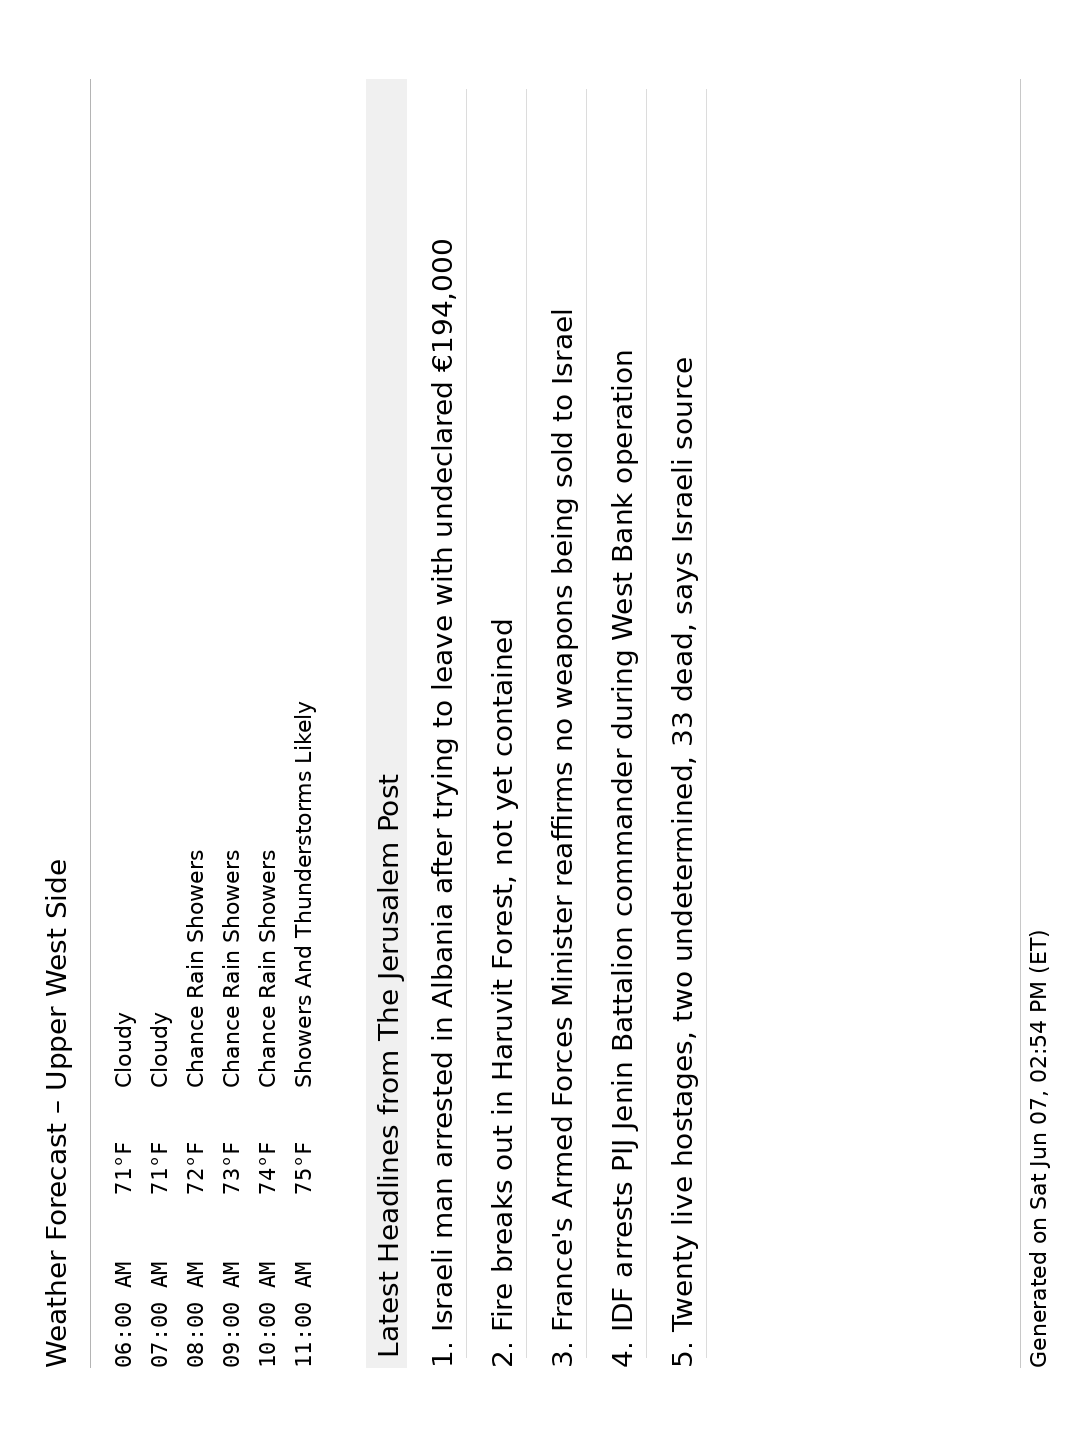 Weather Forecast – Upper West Side
06:00 AM 71°F Cloudy
07:00 AM 71°F Cloudy
08:00 AM 72°F Chance Rain Showers
09:00 AM 73°F Chance Rain Showers
10:00 AM 74°F Chance Rain Showers
11:00 AM 75°F Showers And Thunderstorms Likely
Latest Headlines from The Jerusalem Post
1. Israeli man arrested in Albania after trying to leave with undeclared €194,000
2. Fire breaks out in Haruvit Forest, not yet contained
3. France's Armed Forces Minister reaffirms no weapons being sold to Israel
4. IDF arrests PIJ Jenin Battalion commander during West Bank operation
5. Twenty live hostages, two undetermined, 33 dead, says Israeli source
Generated on Sat Jun 07, 02:54 PM (ET)